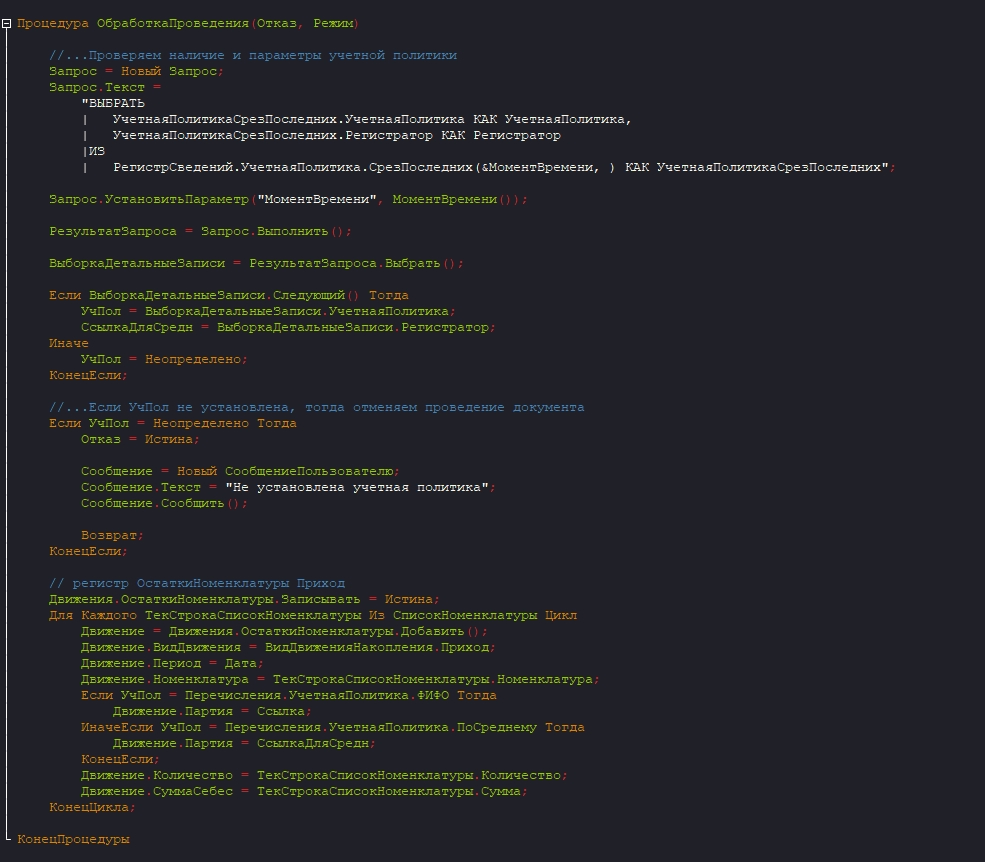 Процедура ОбработкаПроведения(Отказ, Режим)
//...Проверяем наличие и параметры учетной политики
Запрос = Новый Запрос;
Запрос.Текст =
"ВЫБРАТЬ
|   УчетнаяПолитикаСрезПоследних.УчетнаяПолитика КАК УчетнаяПолитика,
|   УчетнаяПолитикаСрезПоследних.Регистратор КАК Регистратор
|ИЗ
|   РегистрСведений.УчетнаяПолитика.СрезПоследних(&МоментВремени, ) КАК УчетнаяПолитикаСрезПоследних";
Запрос.УстановитьПараметр("МоментВремени", МоментВремени());
РезультатЗапроса = Запрос.Выполнить();
ВыборкаДетальныеЗаписи = РезультатЗапроса.Выбрать();
Если ВыборкаДетальныеЗаписи.Следующий() Тогда
УчПол = ВыборкаДетальныеЗаписи.УчетнаяПолитика;
СсылкаДляСредн = ВыборкаДетальныеЗаписи.Регистратор;
Иначе
УчПол = Неопределено;
КонецЕсли;
//...Если УчПол не установлена, тогда отменяем проведение документа
Если УчПол = Неопределено Тогда
Отказ = Истина;
Сообщение = Новый СообщениеПользователю;
Сообщение.Текст = "Не установлена учетная политика";
Сообщение.Сообщить();
Возврат;
КонецЕсли;
// регистр ОстаткиНоменклатуры Приход
Движения.ОстаткиНоменклатуры.Записывать = Истина;
Для Каждого ТекСтрокаСписокНоменклатуры Из СписокНоменклатуры Цикл
Движение = Движения.ОстаткиНоменклатуры.Добавить();
Движение.ВидДвижения = ВидДвиженияНакопления.Приход;
Движение.Период = Дата;
Движение.Номенклатура = ТекСтрокаСписокНоменклатуры.Номенклатура;
Если УчПол = Перечисления.УчетнаяПолитика.ФИФО Тогда
Движение.Партия = Ссылка;
ИначеЕсли УчПол = Перечисления.УчетнаяПолитика.ПоСреднему Тогда
Движение.Партия = СсылкаДляСредн;
КонецЕсли;
Движение.Количество = ТекСтрокаСписокНоменклатуры.Количество;
Движение.СуммаСебес = ТекСтрокаСписокНоменклатуры.Сумма;
КонецЦикла;
КонецПроцедуры